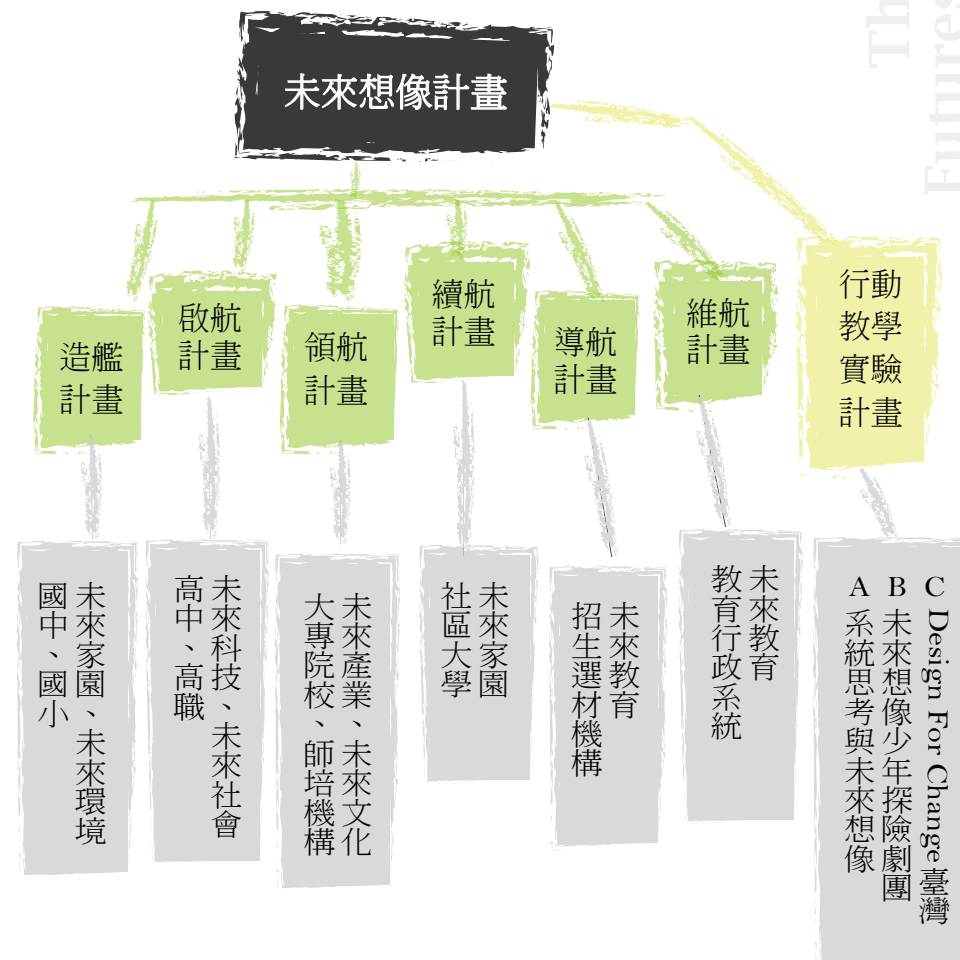 未來想像計畫
造艦
計畫
啟航
計畫
領航
計畫
續航
計畫
導航
計畫
維航
計畫
行動
教學
實驗
計畫
未來家園、未來環境
國中、國小
未來科技、未來社會
高中、高職
未來產業、未來文化
大專院校、師培機構
未來家園
社區大學
未來教育
招生選材機構
未來教育
教育行政系統
A 系統思考與未來想像
B 未來想像少年探險劇團
C Design For Change 臺灣
Th
Futures